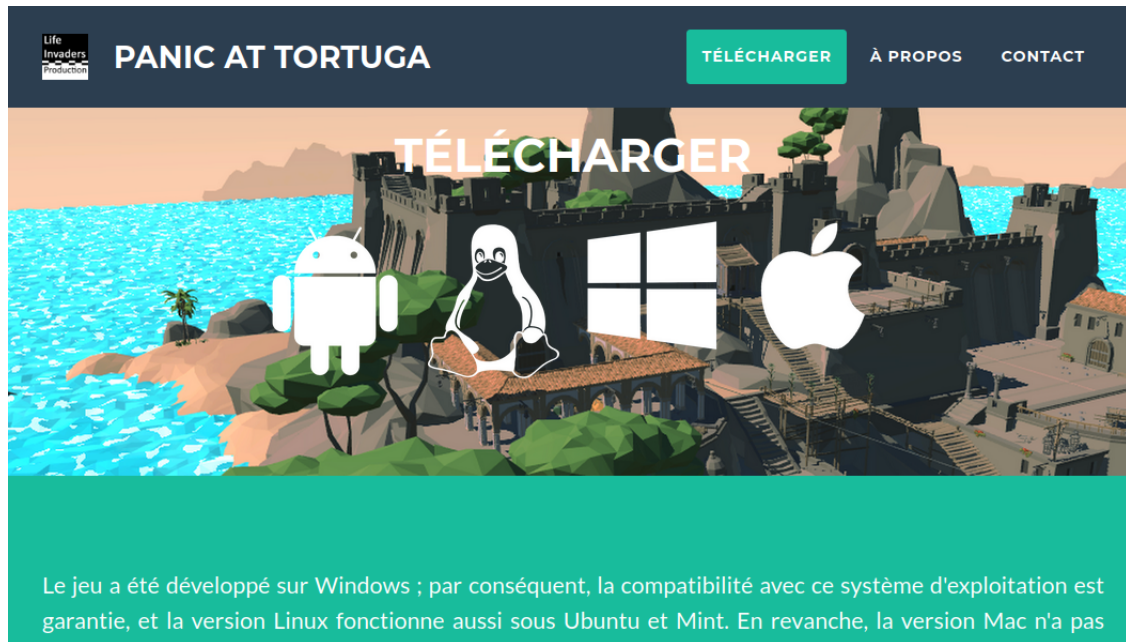 Life
Invaders
Production
PANIC AT TORTUGA
TÉLÉCHARGER
À PROPOS
CONTACT
TÉLÉCHARGER
Le jeu a été développé sur Windows ; par conséquent, la compatibilité avec ce système d'exploitation est
garantie, et la version Linux fonctionne aussi sous Ubuntu et Mint. En revanche, la version Mac n'a pas